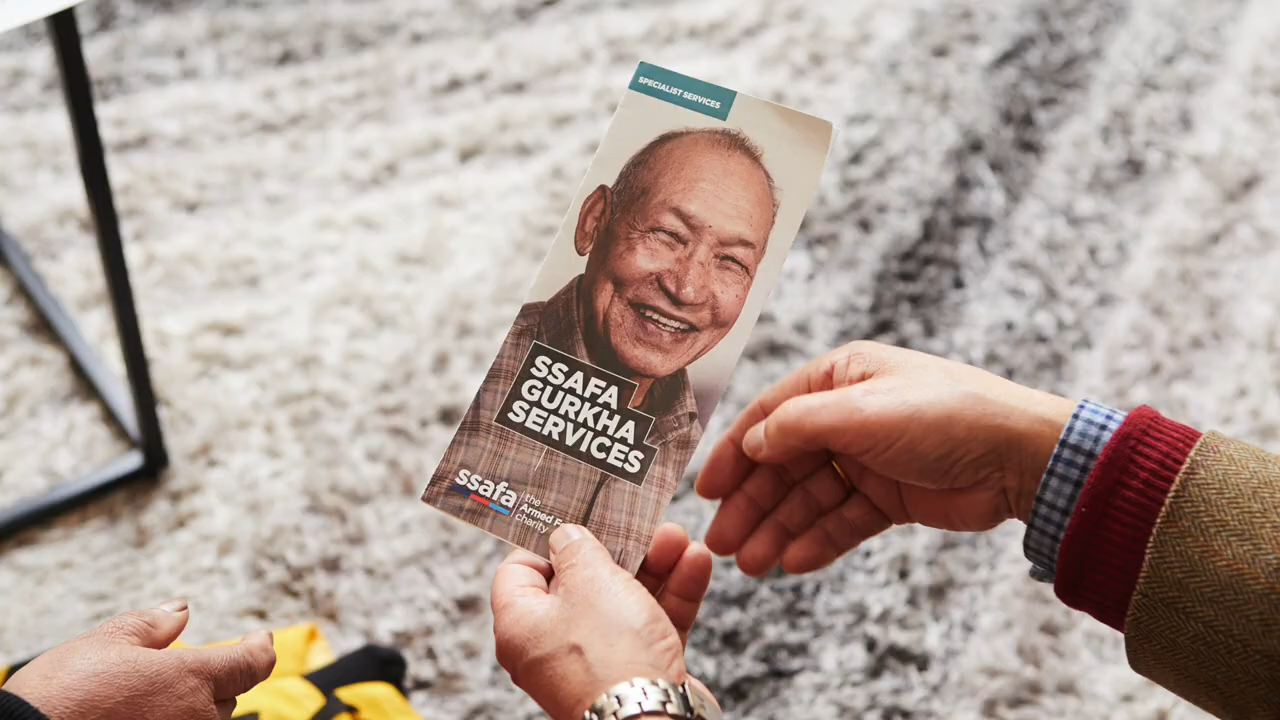 SPECIALIST SERVICES
SSAFA
GURKHA
SERVICES
ssafa
the
Armed
charity